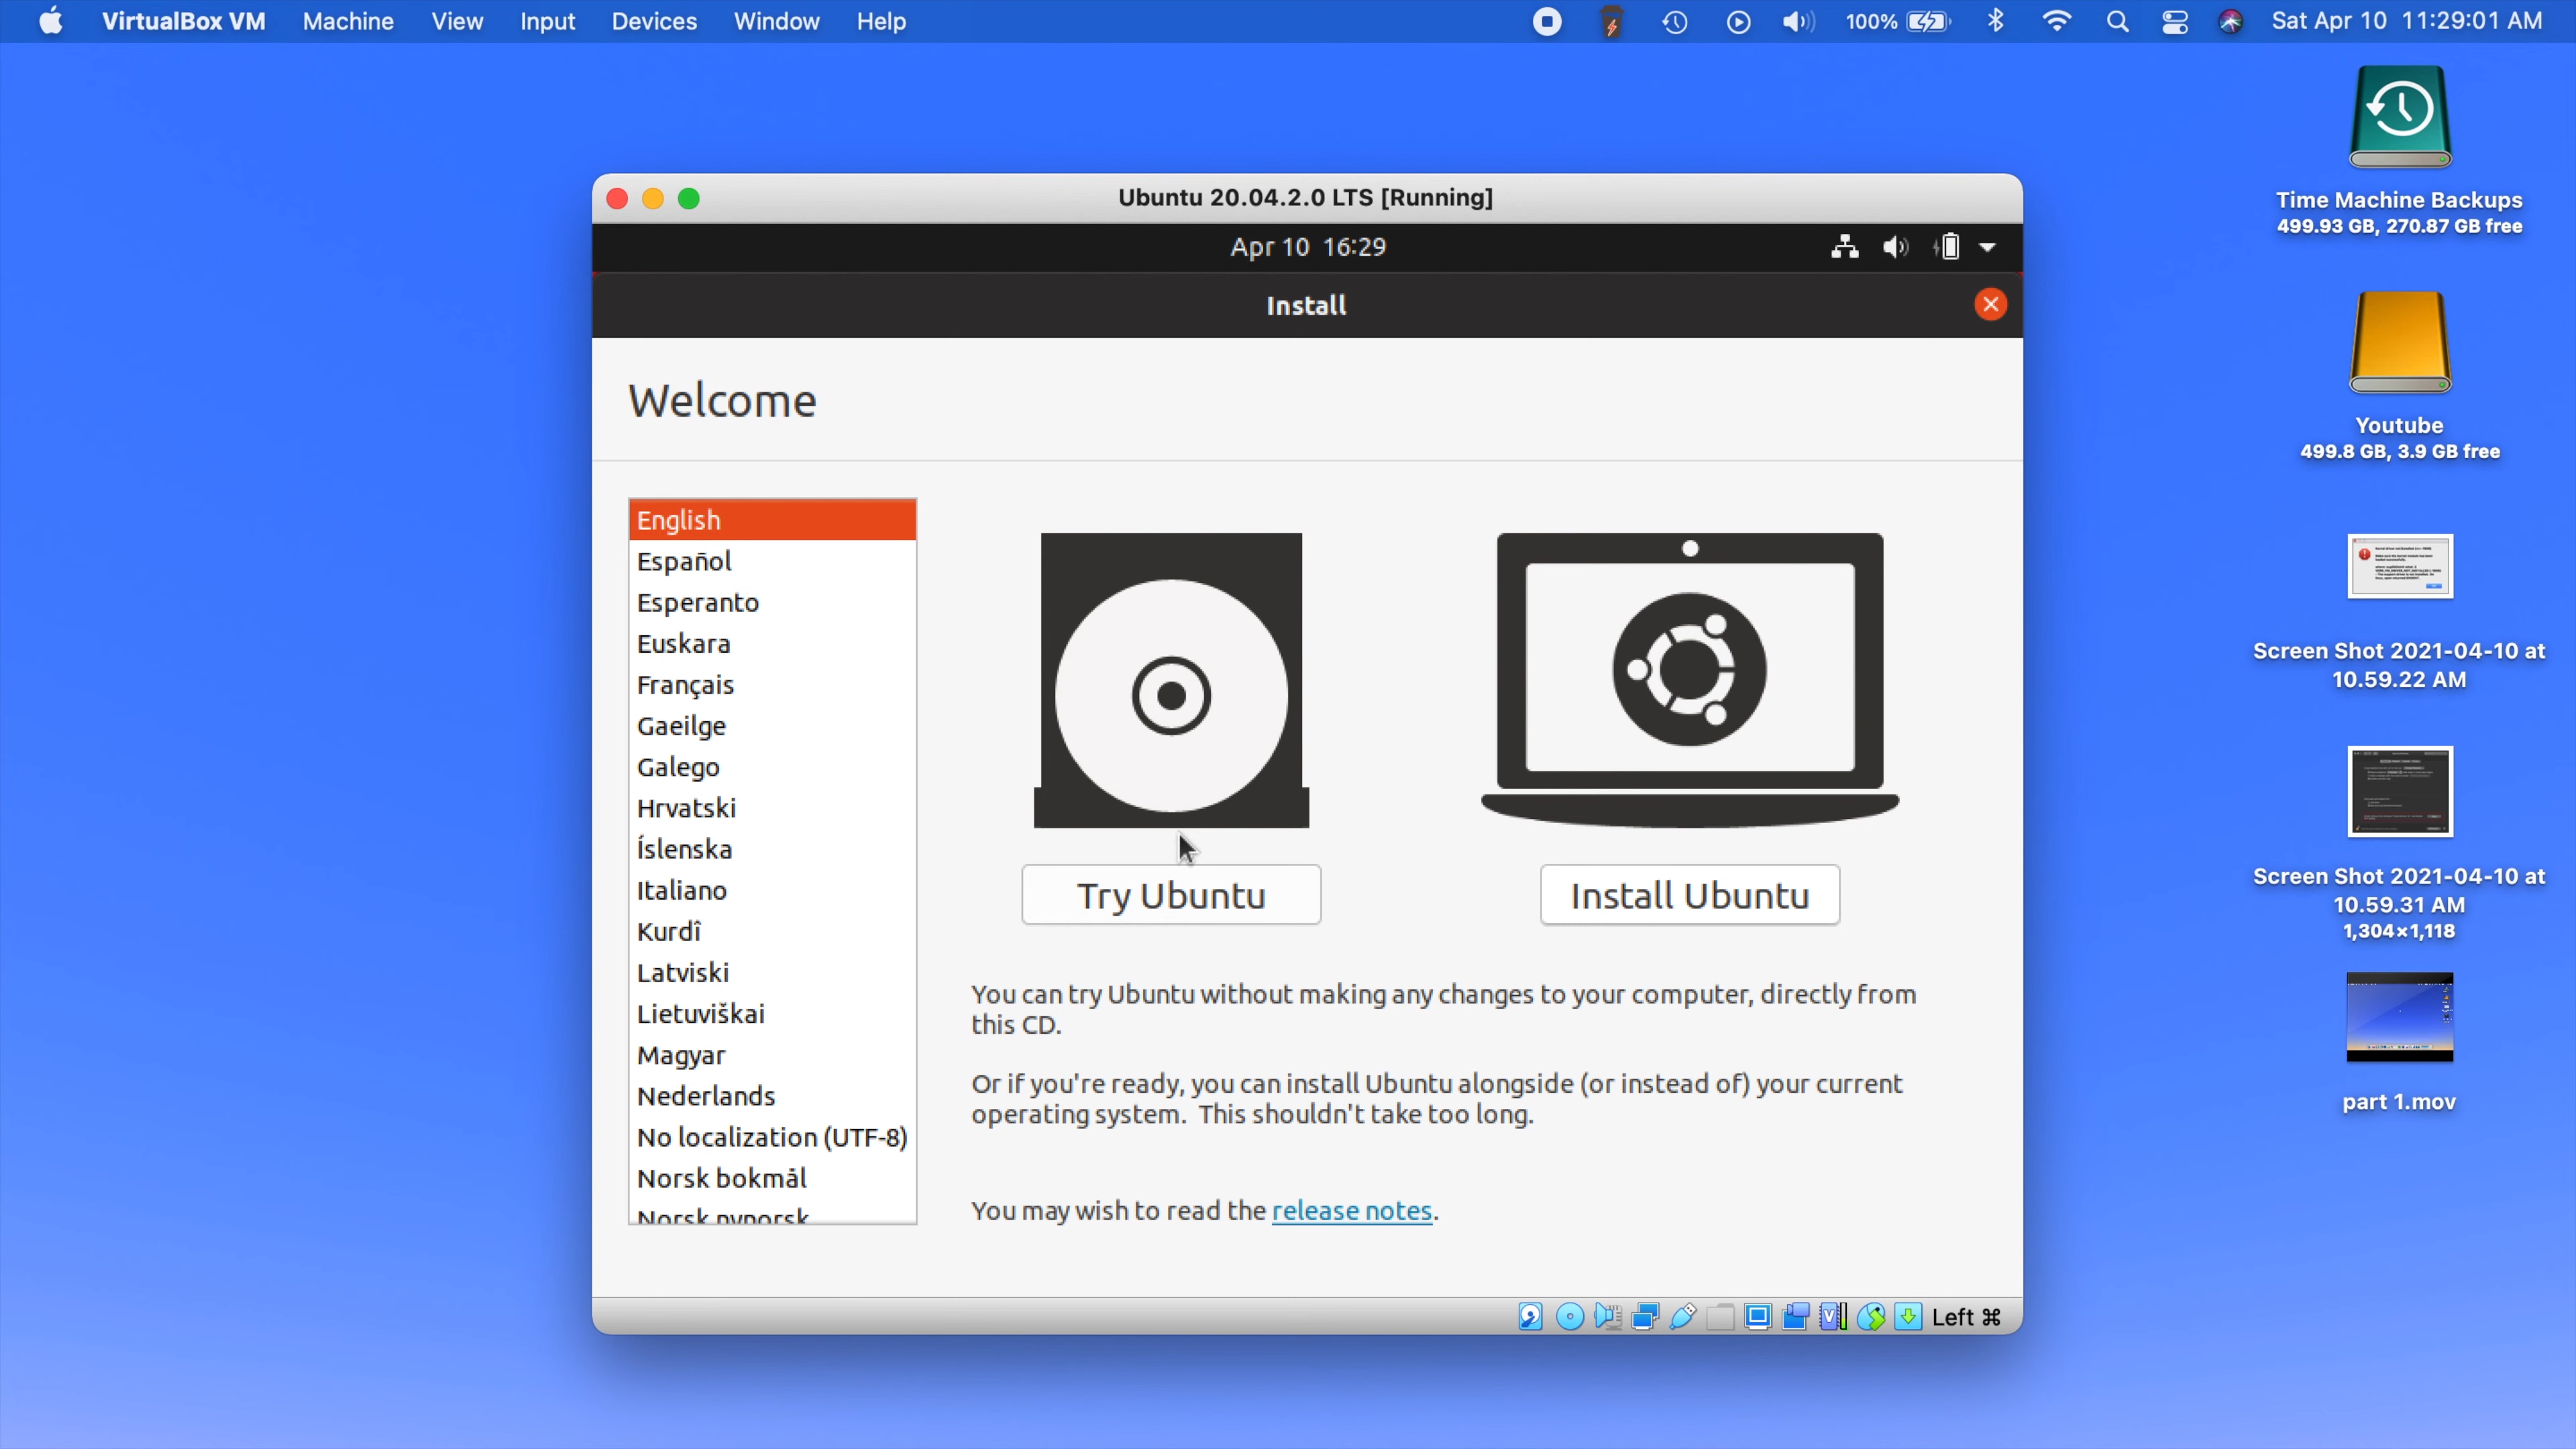 VirtualBox VM Machine View Input Devices Window Help 100% Sat Apr 10 11:29:01 AM
Ubuntu 20.04.2.0 LTS [Running]
Apr 10 16:29
Install
Welcome
English
Español
Esperanto
Euskara
Français
Gaeilge
Galego
Hrvatski
Íslenska
Italiano
Kurdî
Latviski
Lietuviškai
Magyar
Nederlands
No localization (UTF-8)
Norsk bokmål
Norsk nynorsk
Try Ubuntu
Install Ubuntu
You can try Ubuntu without making any changes to your computer, directly from
this CD.
Or if you're ready, you can install Ubuntu alongside (or instead of) your current
operating system. This shouldn't take too long.
You may wish to read the release notes.
Left ⌘
Time Machine Backups
499.93 GB, 270.87 GB free
Youtube
499.8 GB, 3.9 GB free
Screen Shot 2021-04-10 at
10.59.22 AM
Screen Shot 2021-04-10 at
10.59.31 AM
1,304×1,118
part 1.mov